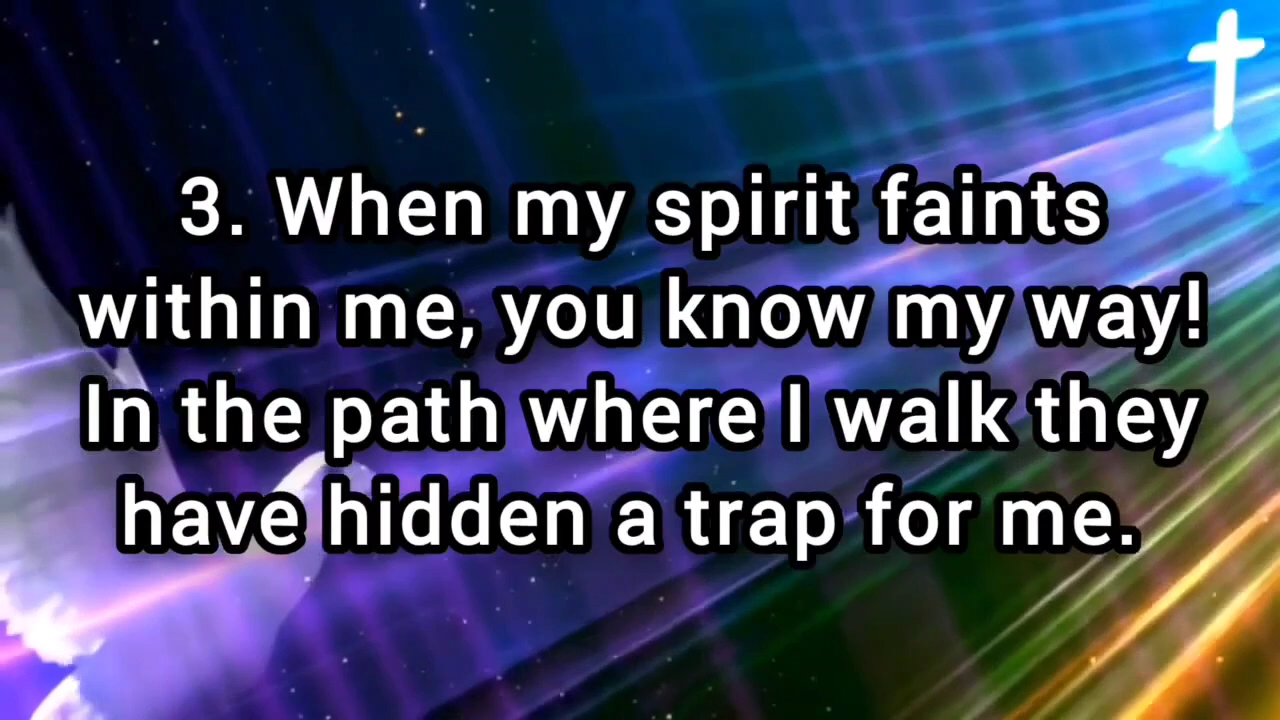 3. When my spirit faints
within me, you know my way!
In the path where I walk they
have hidden a trap for me.